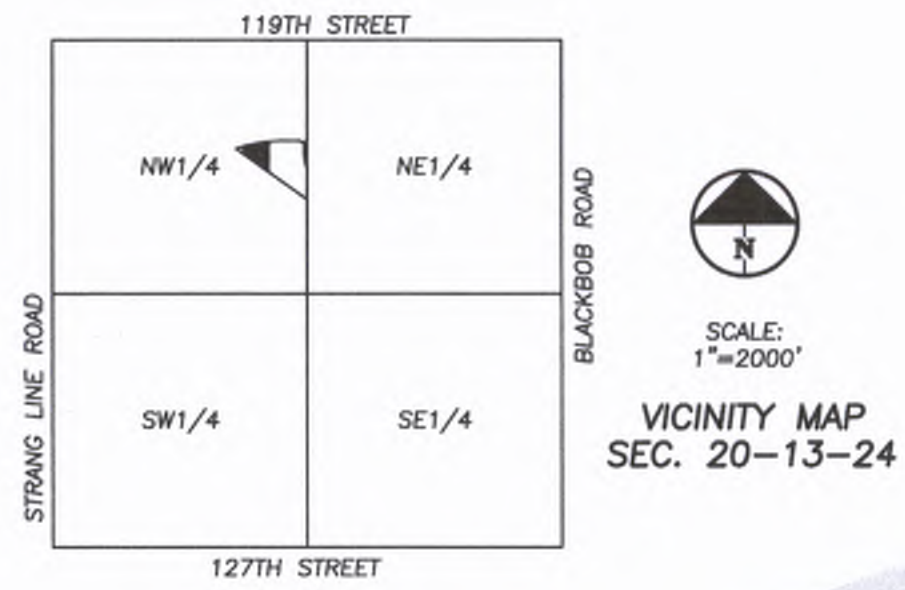 119TH STREET
NW1/4
NE1/4
STRANG LINE ROAD
BLACKBOB ROAD
SW1/4
SE1/4
127TH STREET
N
SCALE:
1"=2000'
VICINITY MAP
SEC. 20-13-24